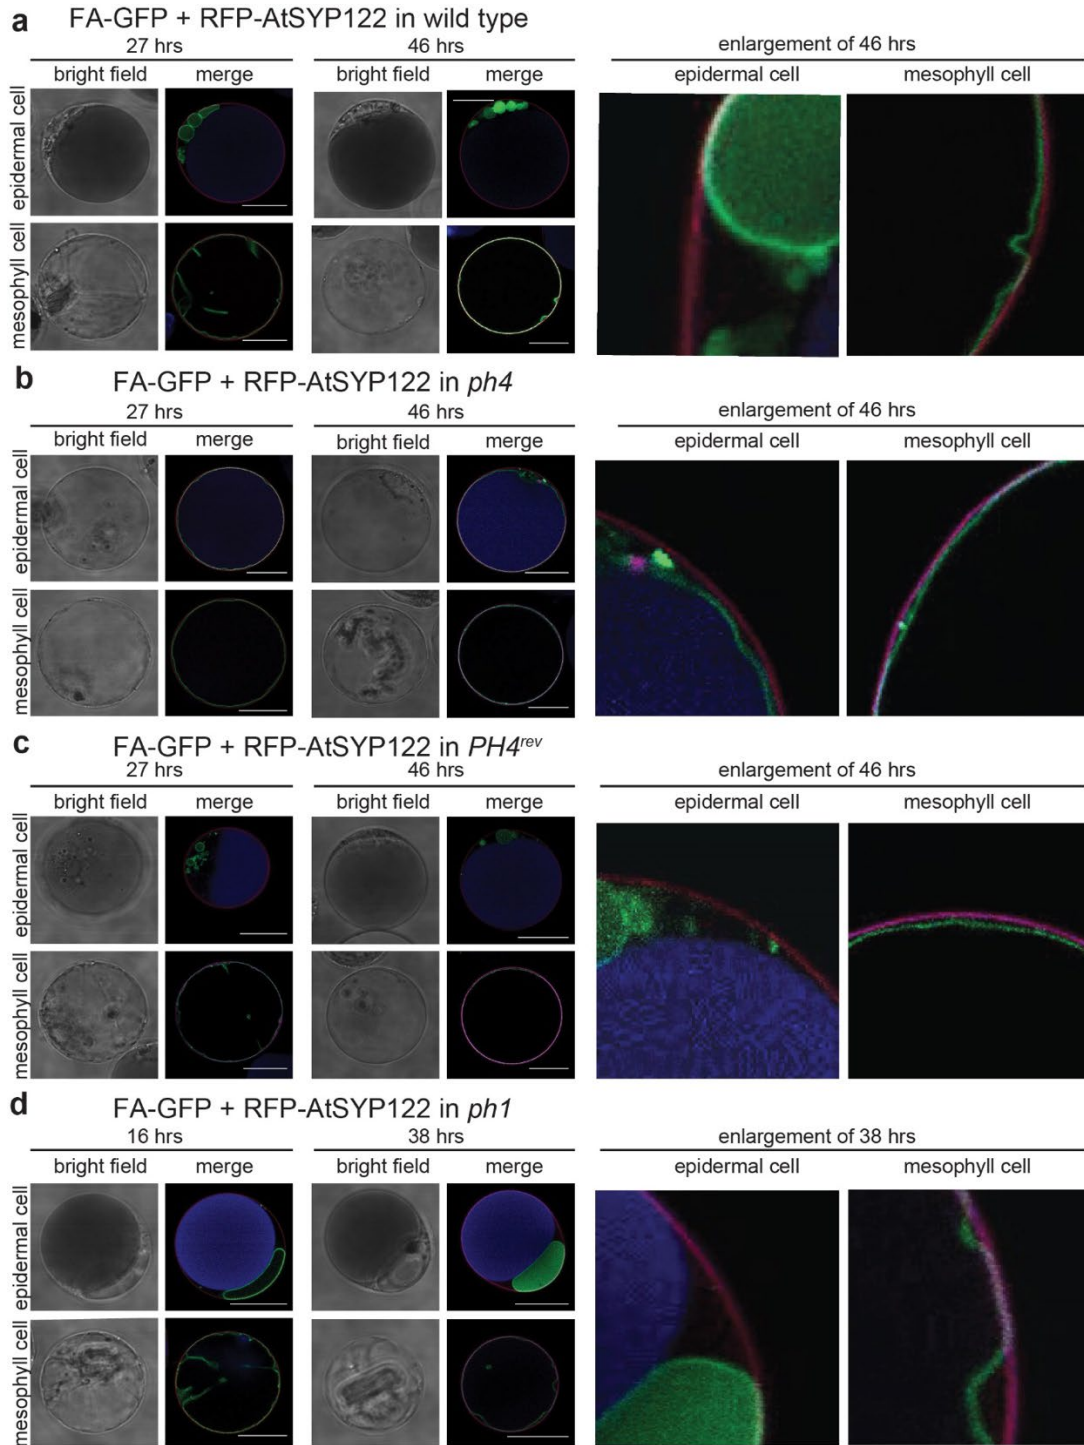 a FA-GFP + RFP-AtSYP122 in wild type
27 hrs 46 hrs enlargement of 46 hrs
bright field merge bright field merge epidermal cell mesophyll cell
epidermal cell
mesophyll cell
b FA-GFP + RFP-AtSYP122 in ph4
27 hrs 46 hrs enlargement of 46 hrs
bright field merge bright field merge epidermal cell mesophyll cell
epidermal cell
mesophyll cell
c FA-GFP + RFP-AtSYP122 in PH4rev
27 hrs 46 hrs enlargement of 46 hrs
bright field merge bright field merge epidermal cell mesophyll cell
epidermal cell
mesophyll cell
d FA-GFP + RFP-AtSYP122 in ph1
16 hrs 38 hrs enlargement of 38 hrs
bright field merge bright field merge epidermal cell mesophyll cell
epidermal cell
mesophyll cell